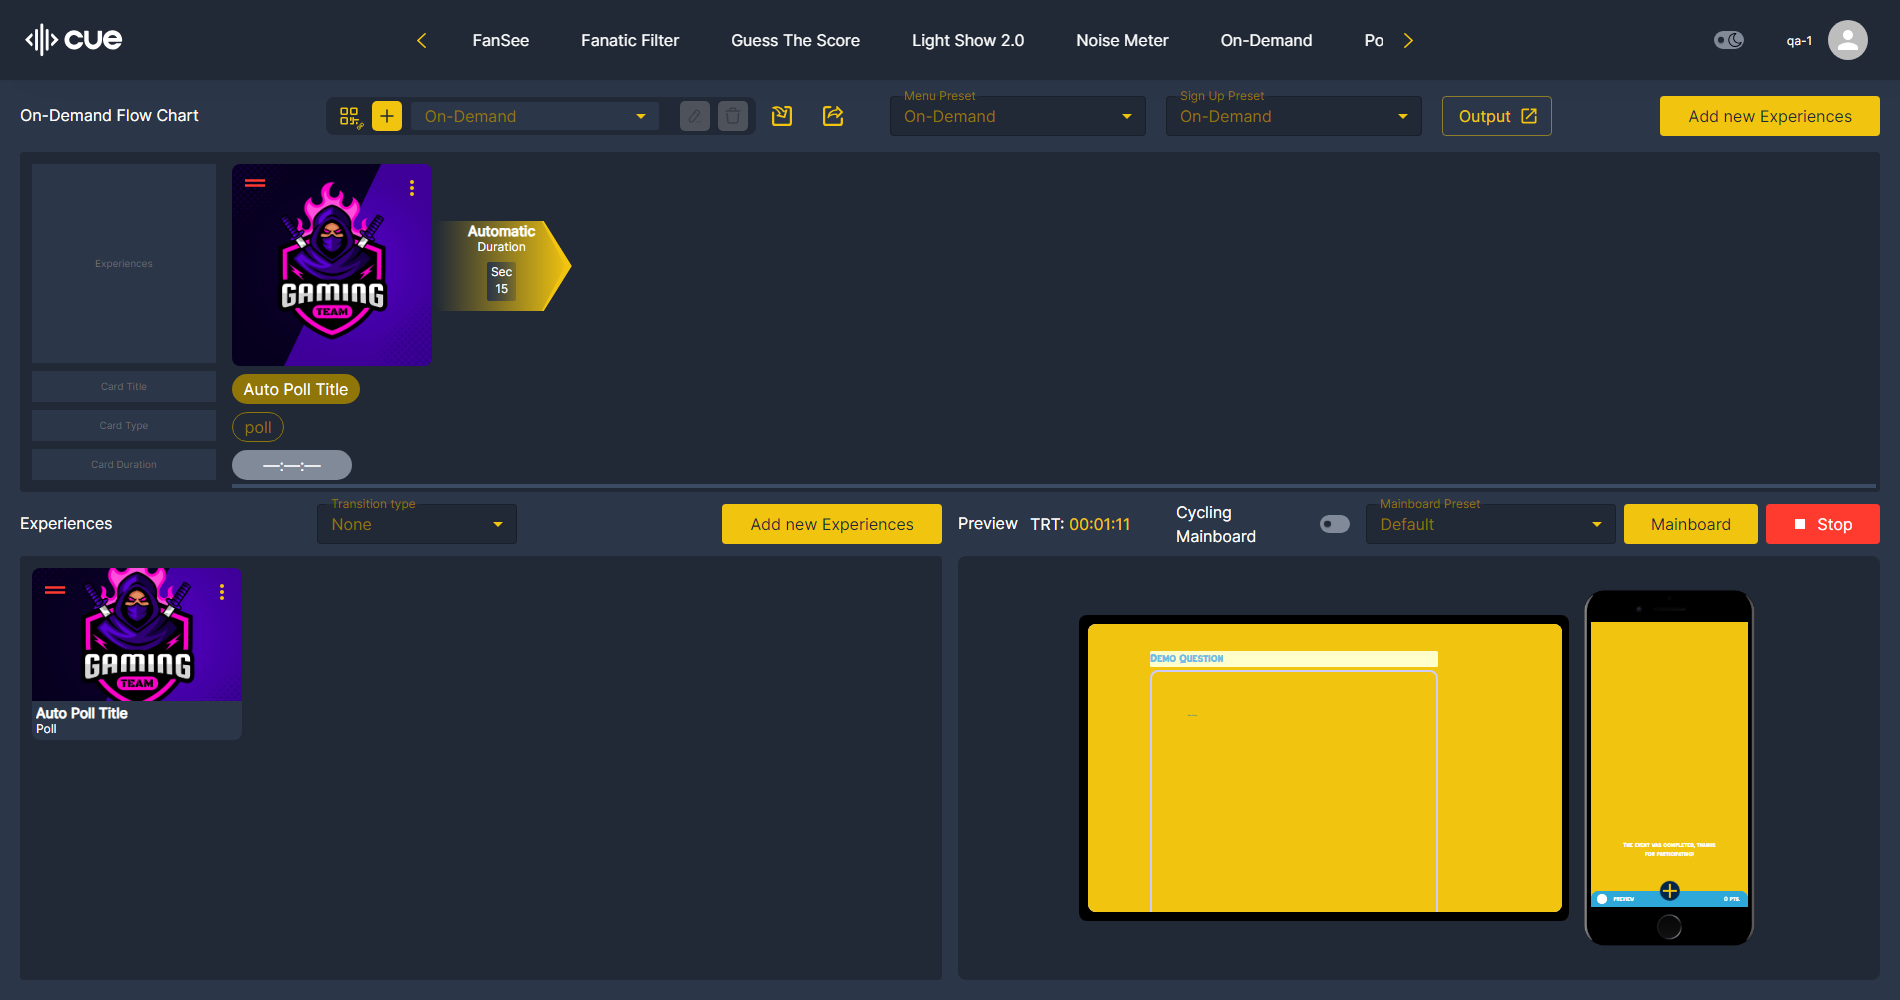 cue
FanSee
Fanatic Filter
Guess The Score
Light Show 2.0
Noise Meter
On-Demand
Po
qa-1
On-Demand Flow Chart
On-Demand
Menu Preset
On-Demand
Sign Up Preset
On-Demand
Output
Add new Experiences
Experiences
GAMING
TEAM
Automatic
Duration
Sec
15
Card Title
Auto Poll Title
Card Type
poll
Card Duration
—:—:—
Experiences
Transition type
None
Add new Experiences
Preview
TRT: 00:01:11
Cycling
Mainboard
Mainboard Preset
Default
Mainboard
Stop
GAMING
TEAM
Auto Poll Title
Poll
Demo Question
The event was completed, thanks
for participating!
PREVIEW
0 PTS.